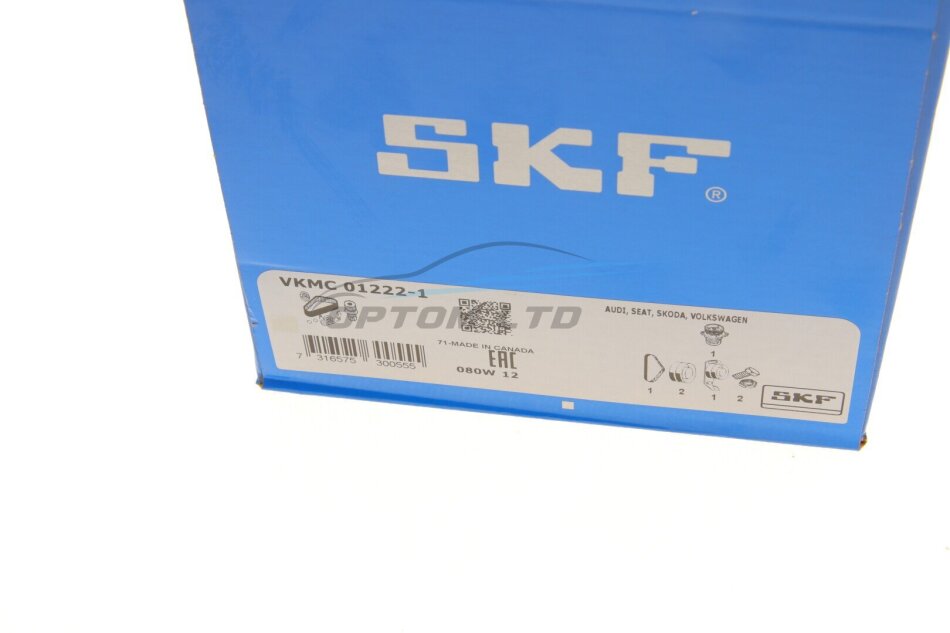 SKF®
VKMC 01222-1
AUDI, SEAT, SKODA, VOLKSWAGEN
OPTOM LTD
71-MADE IN CANADA
EAC
080W 12
7 316575 300555
1
1 2 1 2
SKF